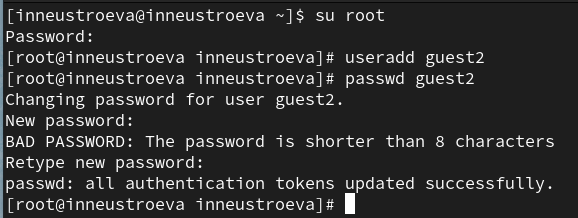 [inneustroeva@inneustroeva ~]$ su root
Password:
[root@inneustroeva inneustroeva]# useradd guest2
[root@inneustroeva inneustroeva]# passwd guest2
Changing password for user guest2.
New password:
BAD PASSWORD: The password is shorter than 8 characters
Retype new password:
passwd: all authentication tokens updated successfully.
[root@inneustroeva inneustroeva]#